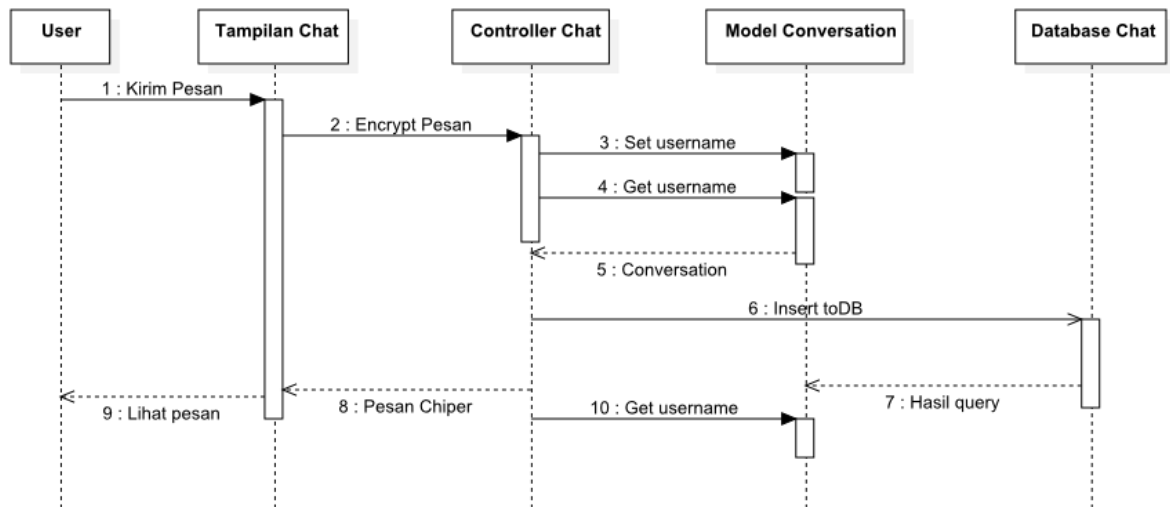 User
Tampilan Chat
Controller Chat
Model Conversation
Database Chat
1 : Kirim Pesan
2 : Encrypt Pesan
3 : Set username
4 : Get username
5 : Conversation
6 : Insert toDB
7 : Hasil query
8 : Pesan Chiper
9 : Lihat pesan
10 : Get username